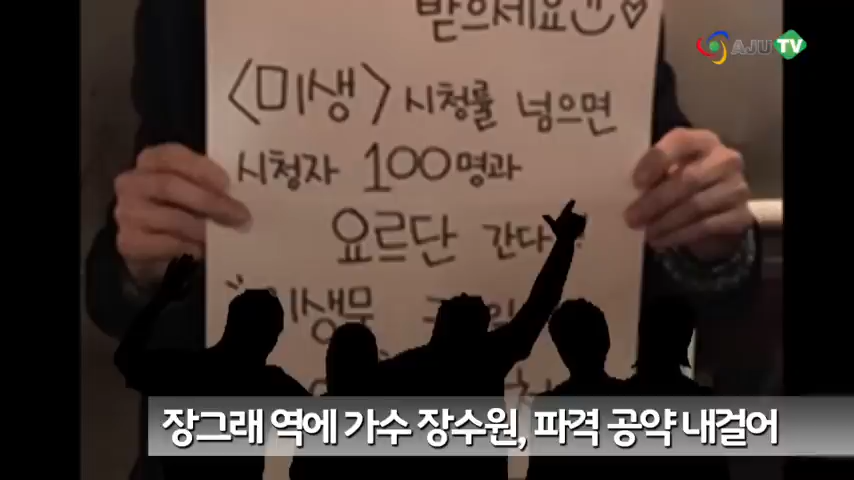 받으세요
AJU TV
<미생> 시청률 넘으면
시청자 100명과
요르단 간다
장그래 역에 가수 장수원, 파격 공약 내걸어